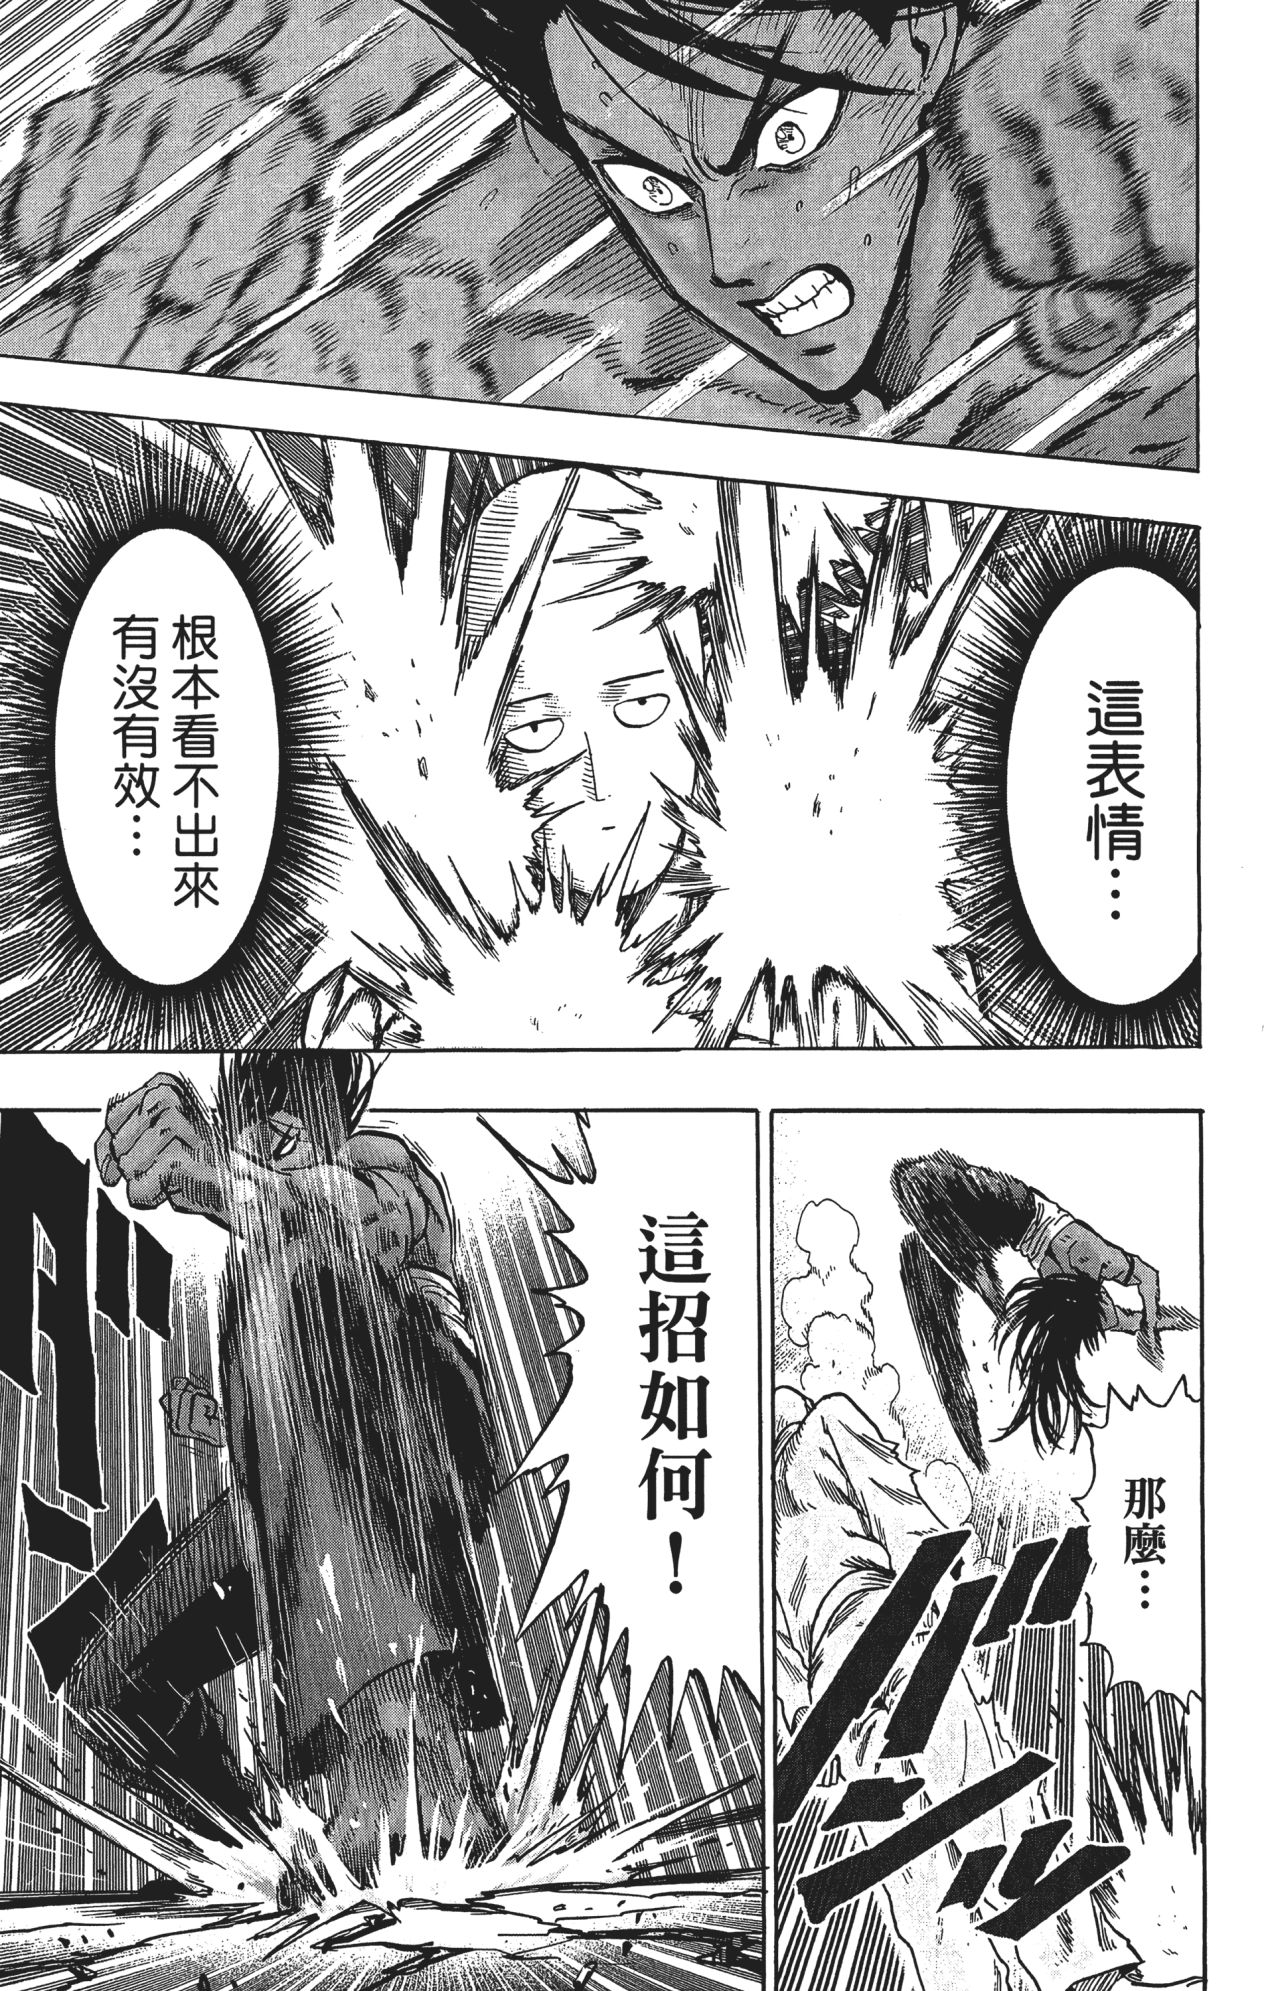 這表情…
根本看不出來
有沒有效…
那麼…
這招如何！